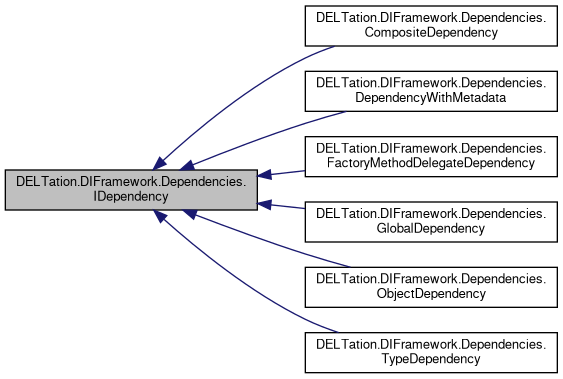 DELTation.DIFramework.Dependencies.
CompositeDependency
DELTation.DIFramework.Dependencies.
DependencyWithMetadata
DELTation.DIFramework.Dependencies.
FactoryMethodDelegateDependency
DELTation.DIFramework.Dependencies.
IDependency
DELTation.DIFramework.Dependencies.
GlobalDependency
DELTation.DIFramework.Dependencies.
ObjectDependency
DELTation.DIFramework.Dependencies.
TypeDependency